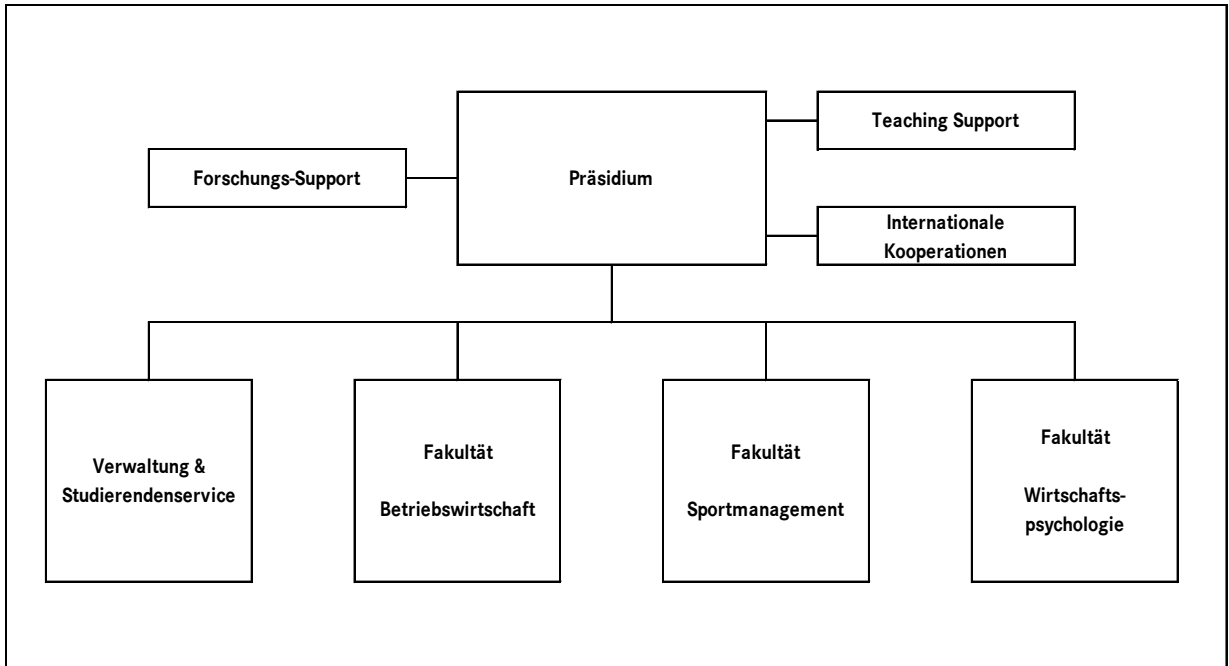 Teaching Support
Forschungs-Support
Präsidium
Internationale
Kooperationen
Verwaltung &
Studierendenservice
Fakultät
Betriebswirtschaft
Fakultät
Sportmanagement
Fakultät
Wirtschafts-
psychologie